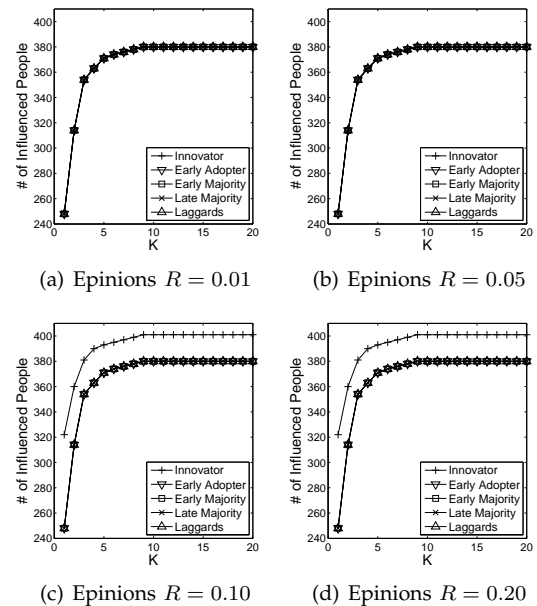 400
380
360
340
320
300
280
260
240
0 5 10 15 20
# of Influenced People
K
Innovator
Early Adopter
Early Majority
Late Majority
Laggards
(a) Epinions R = 0.01
400
380
360
340
320
300
280
260
240
0 5 10 15 20
# of Influenced People
K
Innovator
Early Adopter
Early Majority
Late Majority
Laggards
(b) Epinions R = 0.05
400
380
360
340
320
300
280
260
240
0 5 10 15 20
# of Influenced People
K
Innovator
Early Adopter
Early Majority
Late Majority
Laggards
(c) Epinions R = 0.10
400
380
360
340
320
300
280
260
240
0 5 10 15 20
# of Influenced People
K
Innovator
Early Adopter
Early Majority
Late Majority
Laggards
(d) Epinions R = 0.20